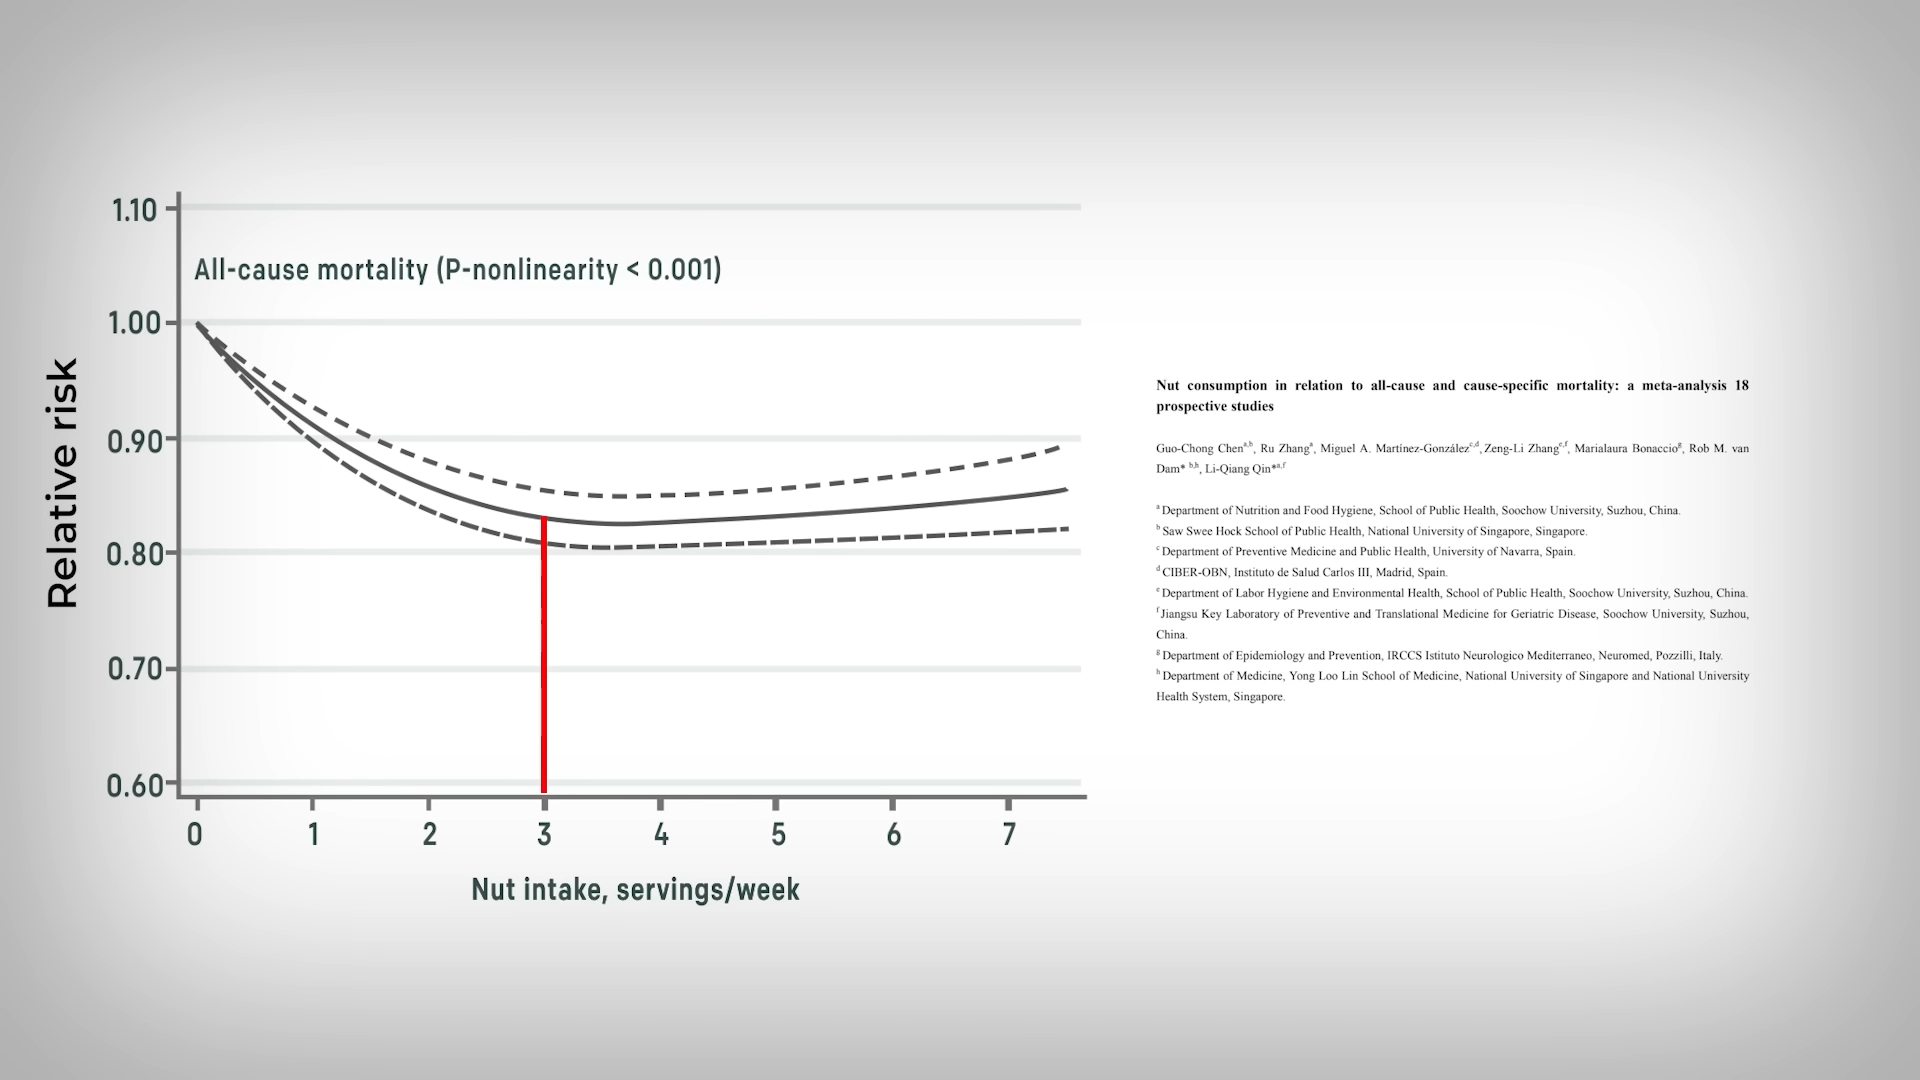 1.10
All-cause mortality (P-nonlinearity < 0.001)
1.00
0.90
0.80
0.70
0.60
Relative risk
0 1 2 3 4 5 6 7
Nut intake, servings/week
Nut consumption in relation to all-cause and cause-specific mortality: a meta-analysis 18
prospective studies
Guo-Chong Chen a,b, Ru Zhang a, Miguel A. Martínez-González c,d, Zeng-Li Zhang e,f, Marialaura Bonaccio g, Rob M. van
Dam* b,h, Li-Qiang Qin* a,f
a Department of Nutrition and Food Hygiene, School of Public Health, Soochow University, Suzhou, China.
b Saw Swee Hock School of Public Health, National University of Singapore, Singapore.
c Department of Preventive Medicine and Public Health, University of Navarra, Spain.
d CIBER-OBN, Instituto de Salud Carlos III, Madrid, Spain.
e Department of Labor Hygiene and Environmental Health, School of Public Health, Soochow University, Suzhou, China.
f Jiangsu Key Laboratory of Preventive and Translational Medicine for Geriatric Disease, Soochow University, Suzhou,
China.
g Department of Epidemiology and Prevention, IRCCS Istituto Neurologico Mediterraneo, Neuromed, Pozzilli, Italy.
h Department of Medicine, Yong Loo Lin School of Medicine, National University of Singapore and National University
Health System, Singapore.